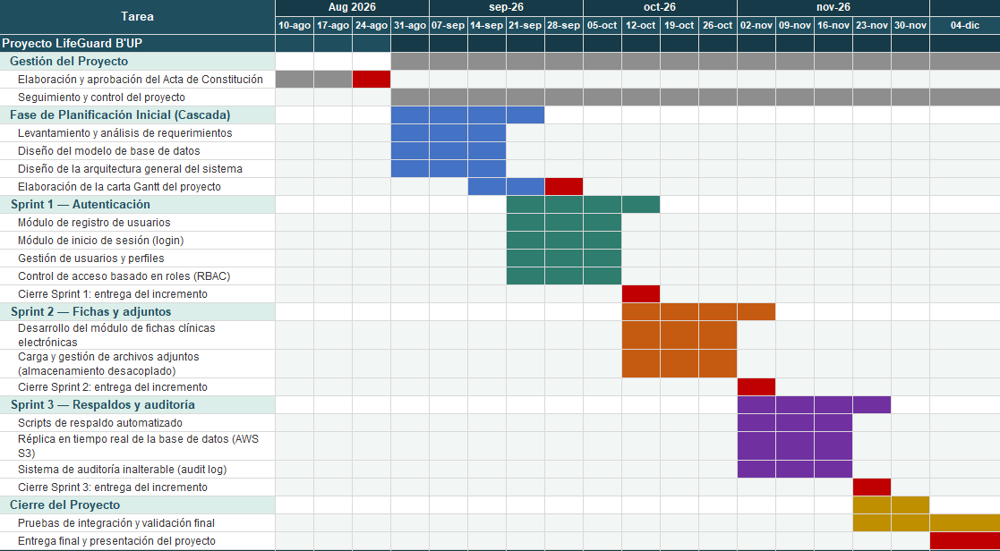 Tarea
Aug 2026 sep-26 oct-26 nov-26
10-ago 17-ago 24-ago 31-ago 07-sep 14-sep 21-sep 28-sep 05-oct 12-oct 19-oct 26-oct 02-nov 09-nov 16-nov 23-nov 30-nov 04-dic
Proyecto LifeGuard B'UP
Gestión del Proyecto
Elaboración y aprobación del Acta de Constitución
Seguimiento y control del proyecto
Fase de Planificación Inicial (Cascada)
Levantamiento y análisis de requerimientos
Diseño del modelo de base de datos
Diseño de la arquitectura general del sistema
Elaboración de la carta Gantt del proyecto
Sprint 1 — Autenticación
Módulo de registro de usuarios
Módulo de inicio de sesión (login)
Gestión de usuarios y perfiles
Control de acceso basado en roles (RBAC)
Cierre Sprint 1: entrega del incremento
Sprint 2 — Fichas y adjuntos
Desarrollo del módulo de fichas clínicas
electrónicas
Carga y gestión de archivos adjuntos
(almacenamiento desacoplado)
Cierre Sprint 2: entrega del incremento
Sprint 3 — Respaldos y auditoría
Scripts de respaldo automatizado
Réplica en tiempo real de la base de datos (AWS
S3)
Sistema de auditoría inalterable (audit log)
Cierre Sprint 3: entrega del incremento
Cierre del Proyecto
Pruebas de integración y validación final
Entrega final y presentación del proyecto